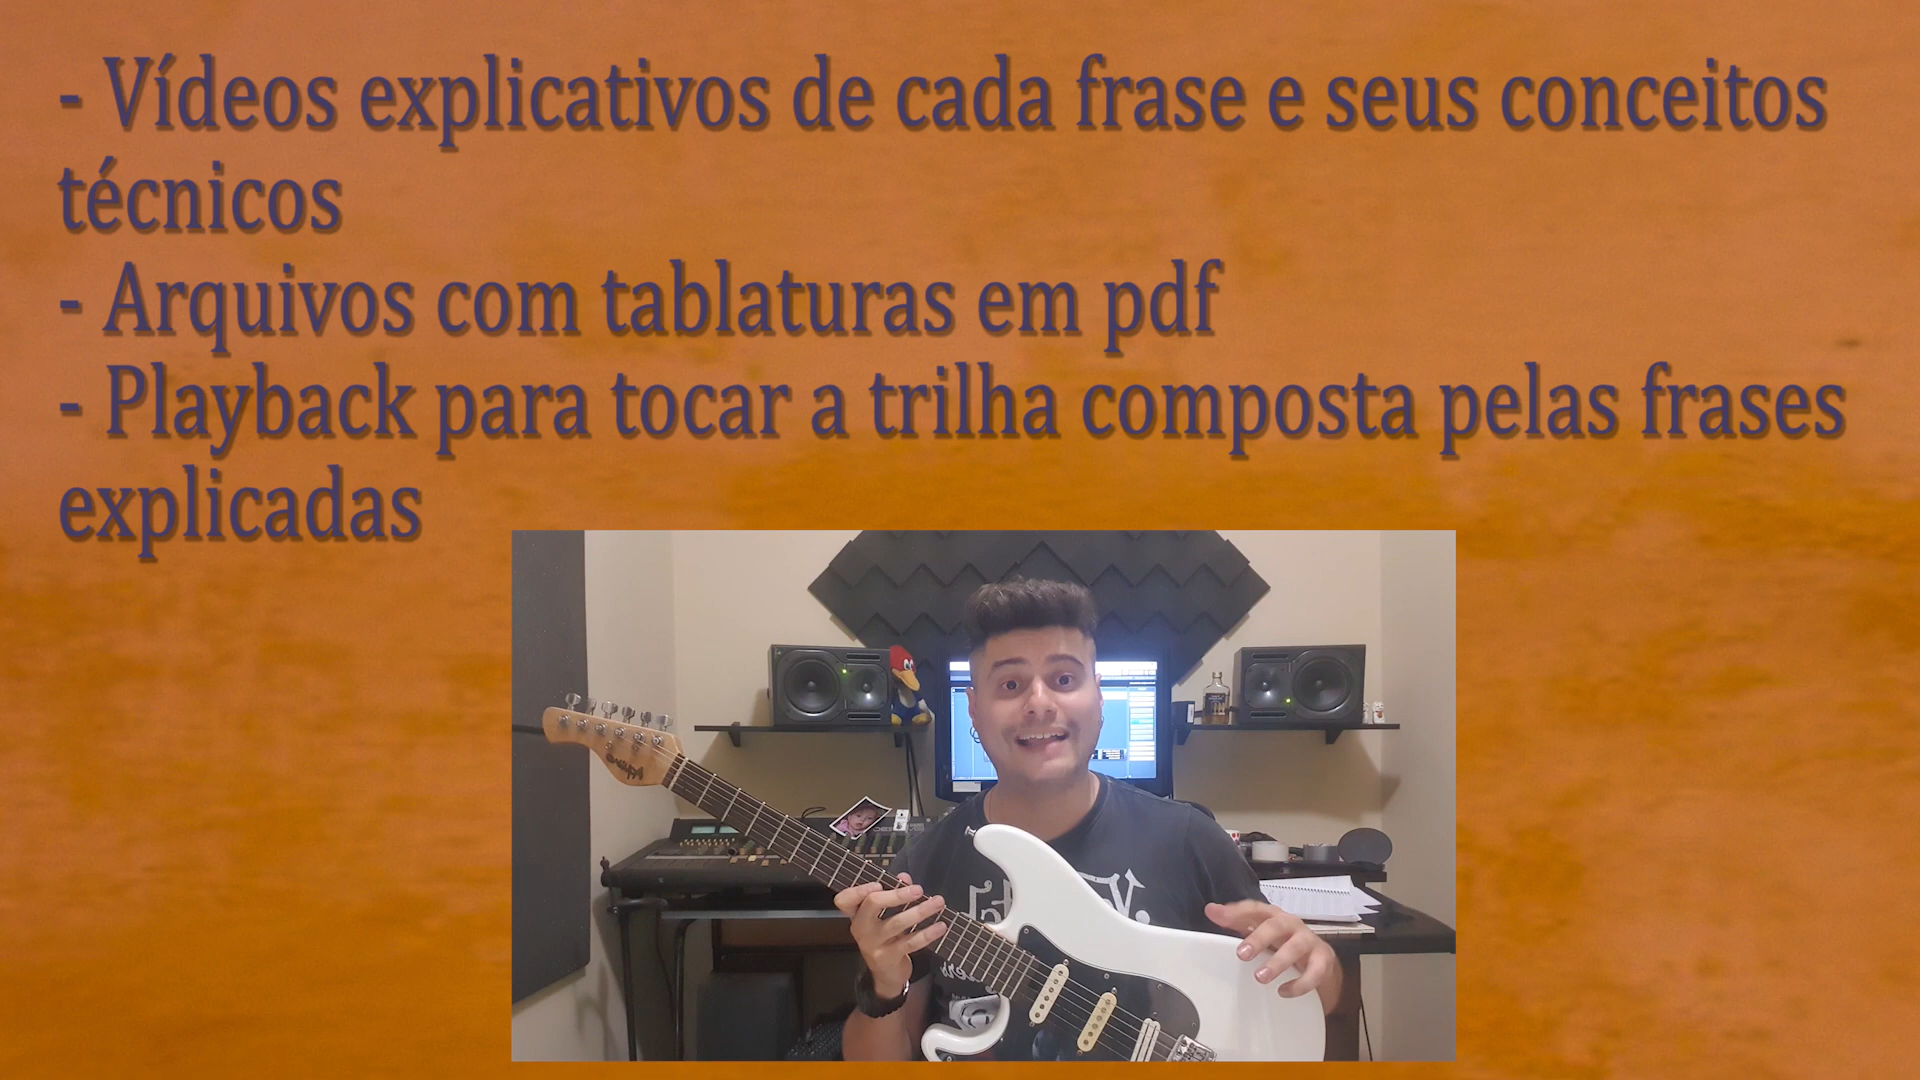 - Vídeos explicativos de cada frase e seus conceitos
técnicos
- Arquivos com tablaturas em pdf
- Playback para tocar a trilha composta pelas frases
explicadas